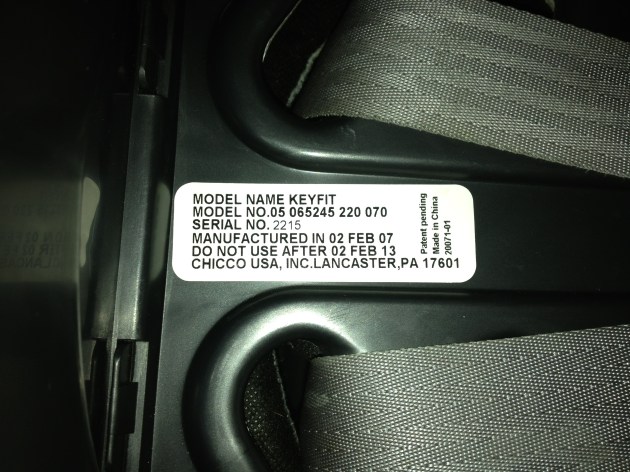 MODEL NAME KEYFIT
MODEL NO.05 065245 220 070
SERIAL NO. 2215
MANUFACTURED IN 02 FEB 07
DO NOT USE AFTER 02 FEB 13
CHICCO USA, INC.LANCASTER,PA 17601
Patent pending
Made in China
20071-01